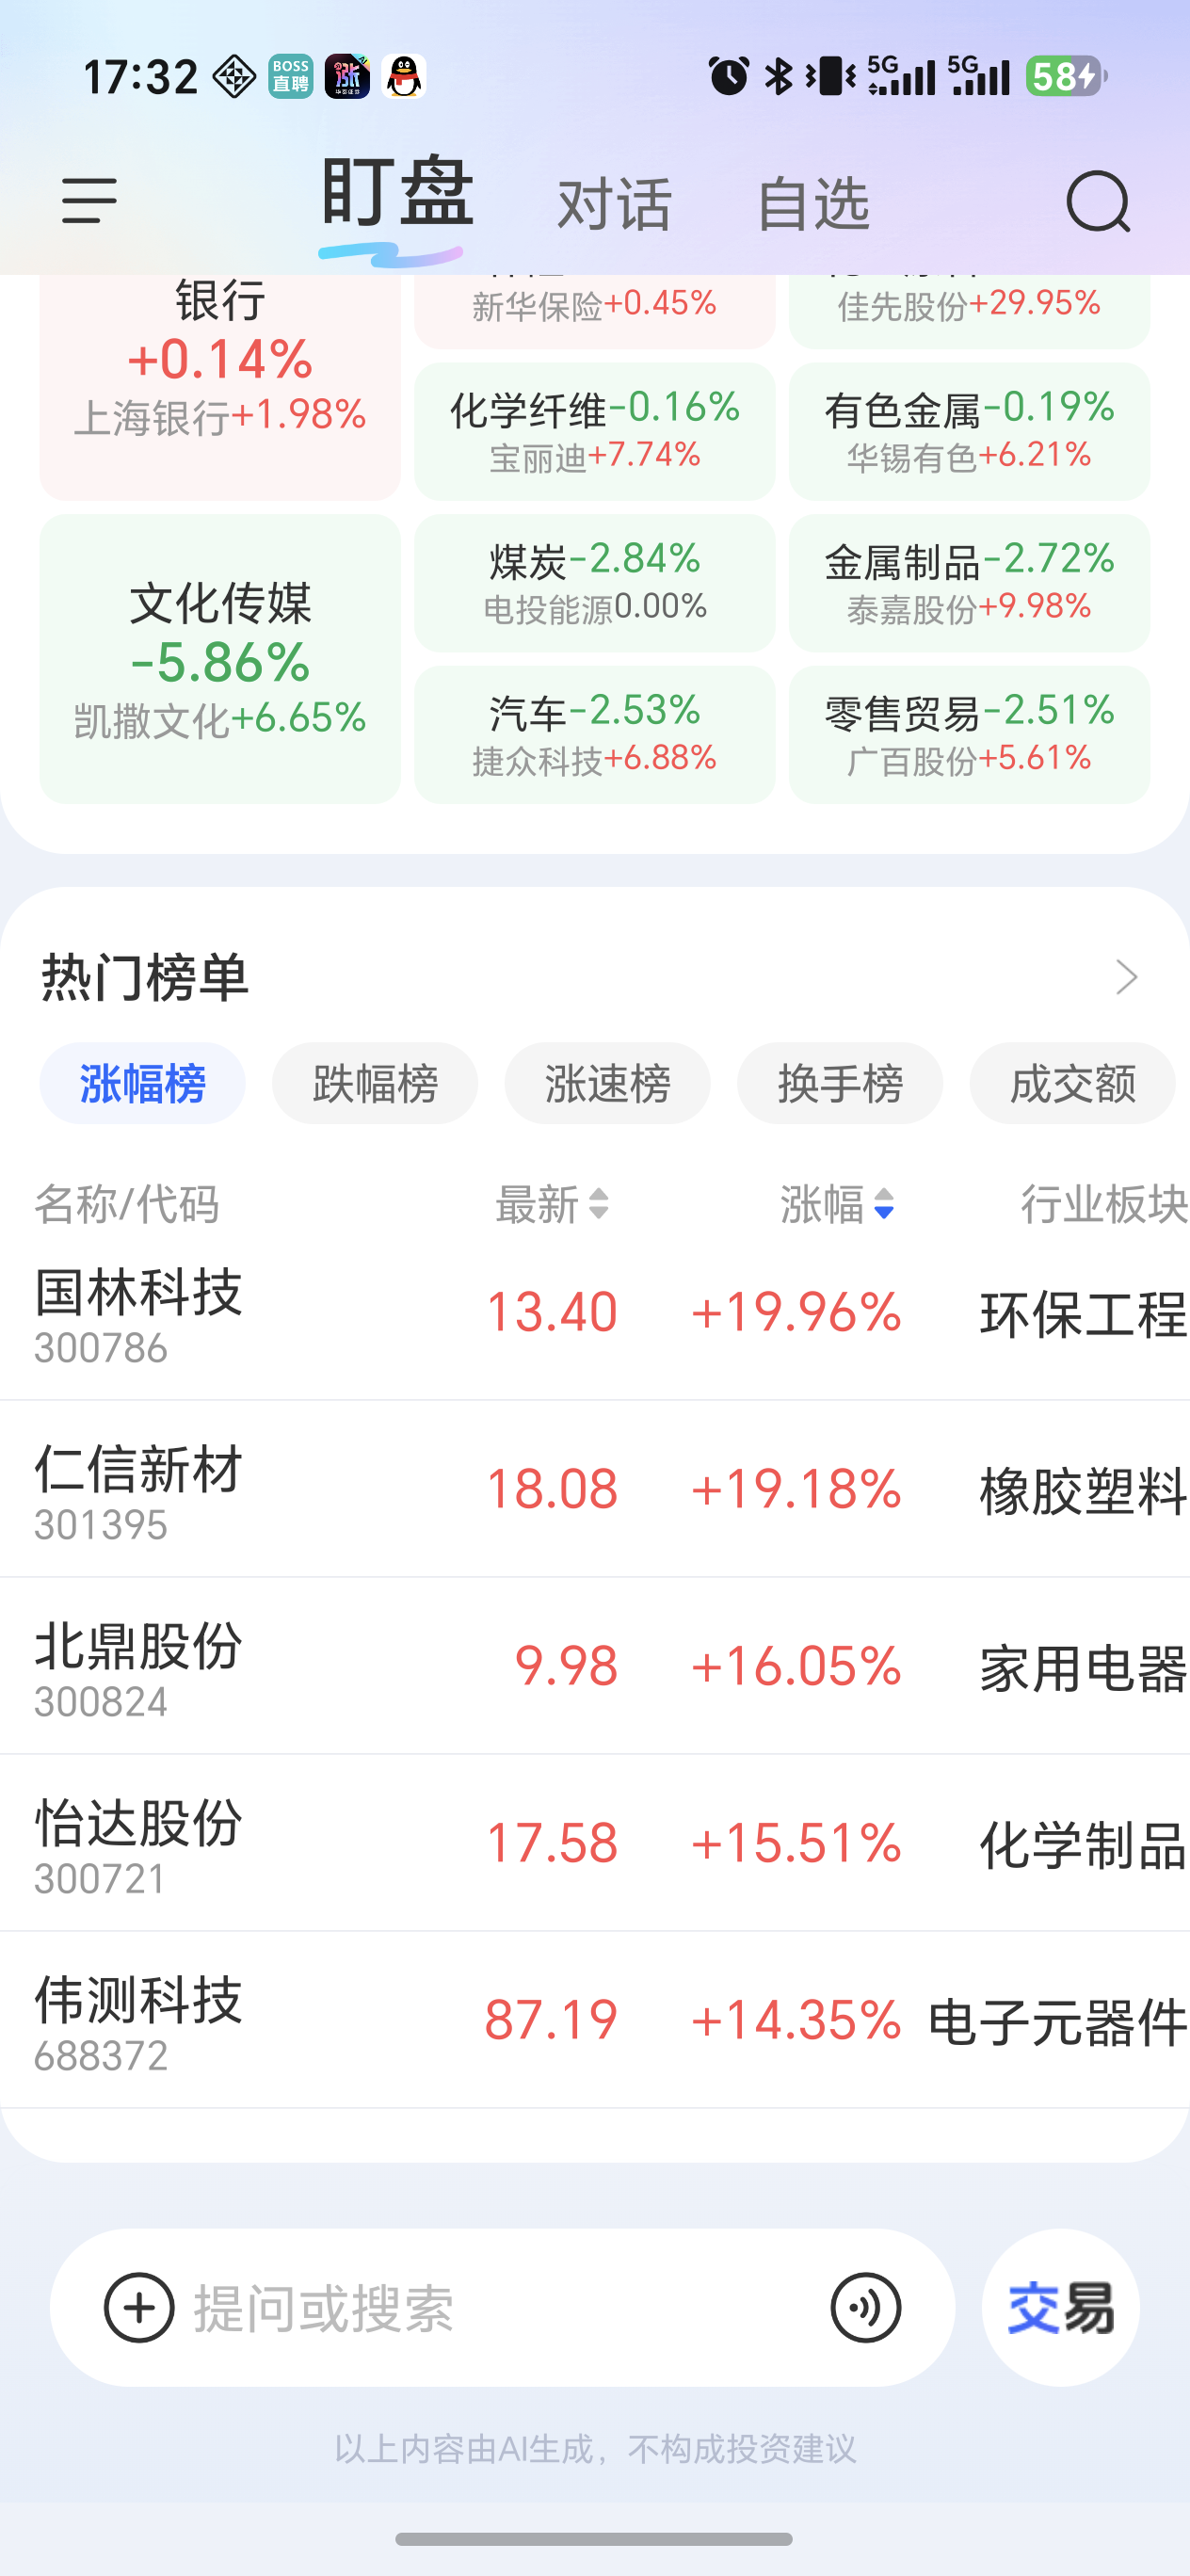 17:32 BOSS直聘 涨 5G 5G 58
盯盘 对话 自选
银行
+0.14%
上海银行+1.98%
新华保险+0.45%
佳先股份+29.95%
化学纤维-0.16%
宝丽迪+7.74%
有色金属-0.19%
华锡有色+6.21%
文化传媒
-5.86%
凯撒文化+6.65%
煤炭-2.84%
电投能源0.00%
金属制品-2.72%
泰嘉股份+9.98%
汽车-2.53%
捷众科技+6.88%
零售贸易-2.51%
广百股份+5.61%
热门榜单
涨幅榜 跌幅榜 涨速榜 换手榜 成交额
名称/代码 最新 涨幅 行业板块
国林科技 13.40 +19.96% 环保工程
300786
仁信新材 18.08 +19.18% 橡胶塑料
301395
北鼎股份 9.98 +16.05% 家用电器
300824
怡达股份 17.58 +15.51% 化学制品
300721
伟测科技 87.19 +14.35% 电子元器件
688372
提问或搜索 交易
以上内容由AI生成，不构成投资建议